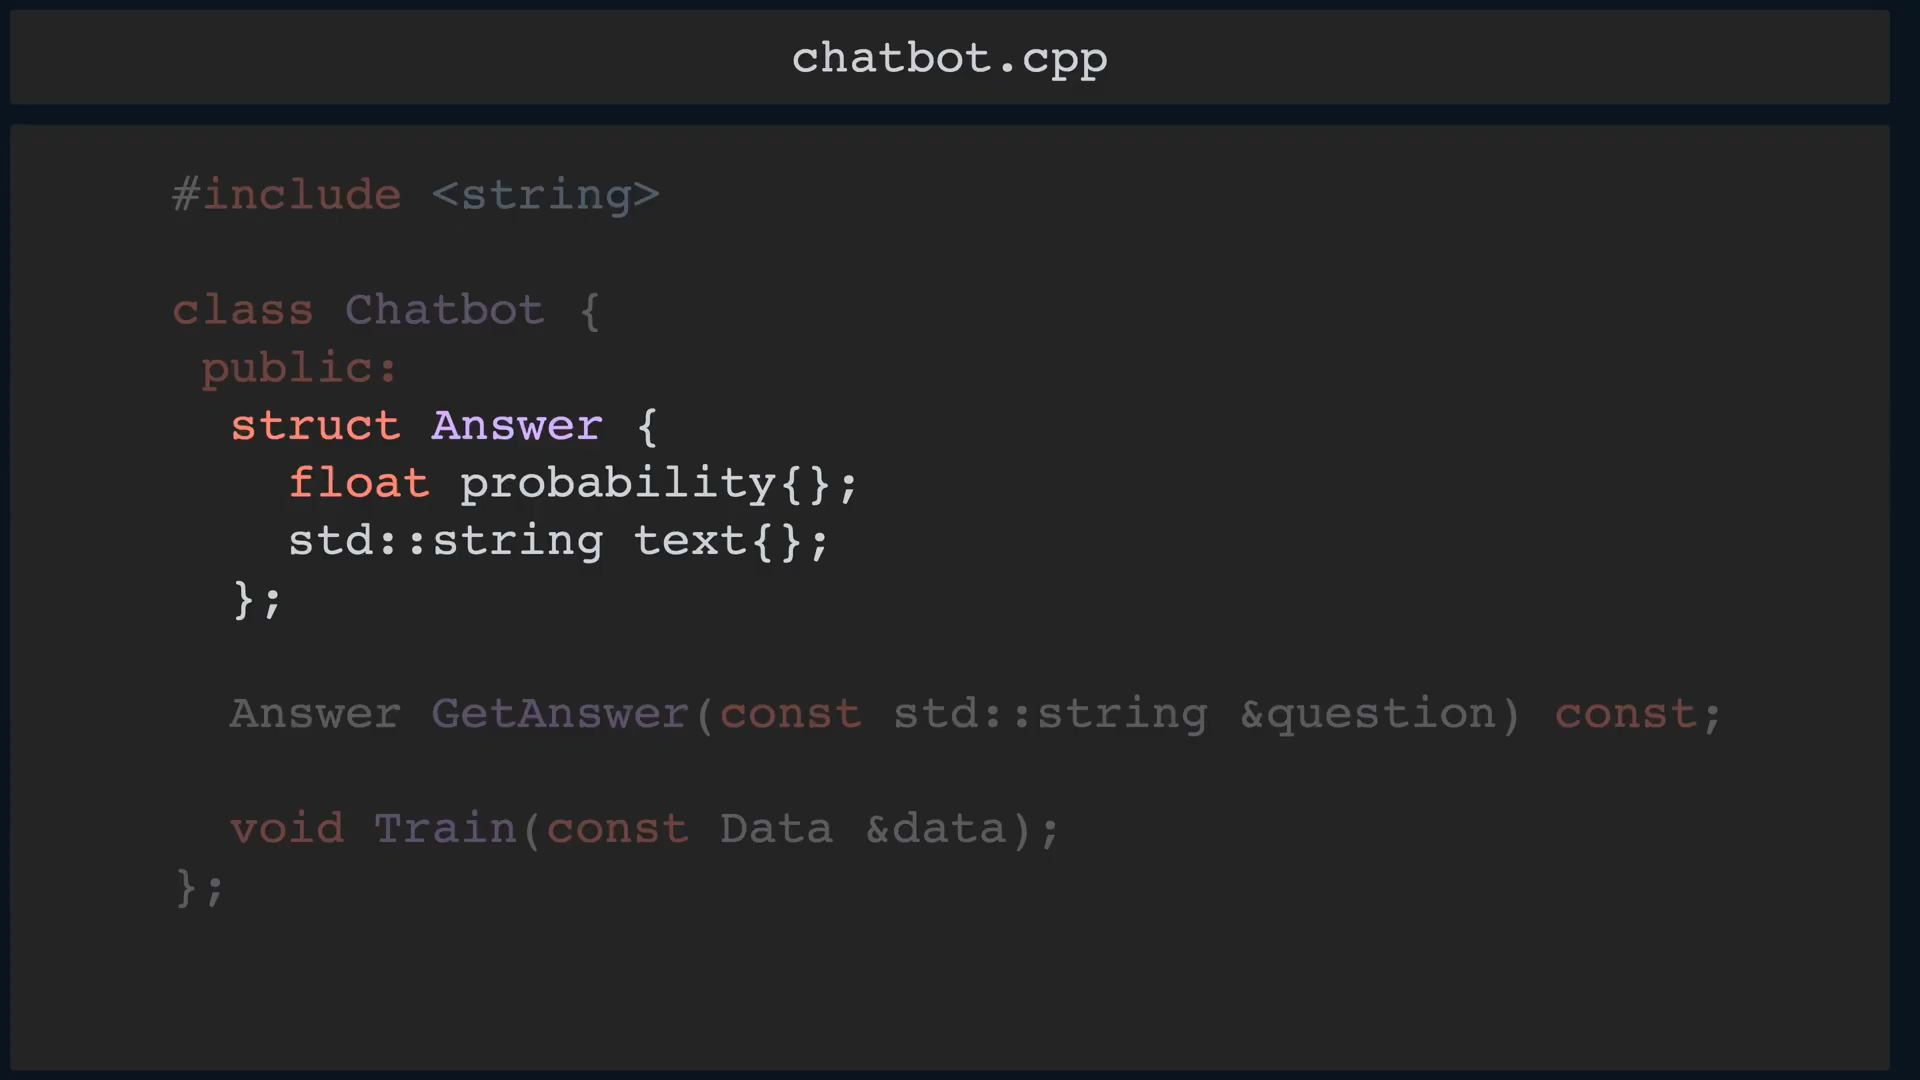 chatbot.cpp
#include <string>
class Chatbot {
public:
struct Answer {
float probability{};
std::string text{};
};
Answer GetAnswer(const std::string &question) const;
void Train(const Data &data);
};